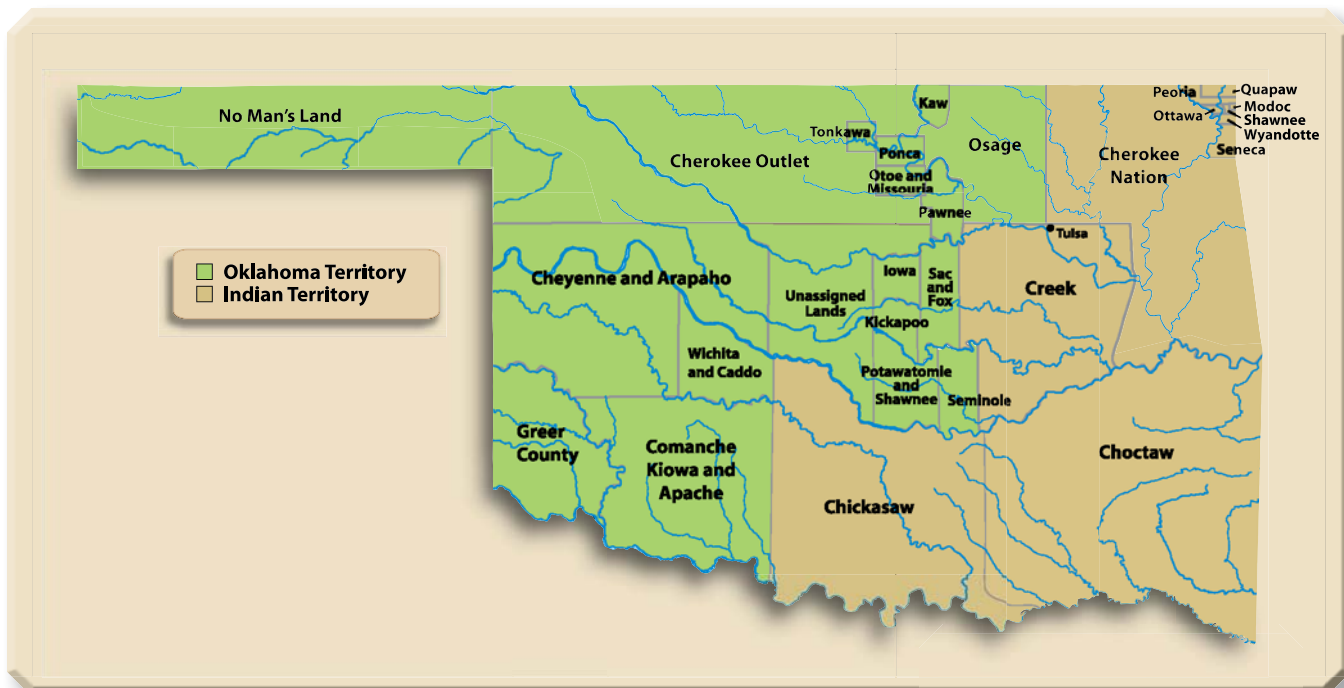 No Man's Land
Kaw
Peoria
Quapaw
Modoc
Ottawa
Shawnee
Wyandotte
Seneca
Tonkawa
Cherokee Outlet
Ponca
Osage
Cherokee
Nation
Otoe and
Missouria
Pawnee
Tulsa
Oklahoma Territory
Indian Territory
Cheyenne and Arapaho
Iowa
Sac
and
Fox
Creek
Unassigned
Lands
Kickapoo
Wichita
and Caddo
Potawatomie
and
Shawnee
Seminole
Greer
County
Comanche
Kiowa and
Apache
Choctaw
Chickasaw